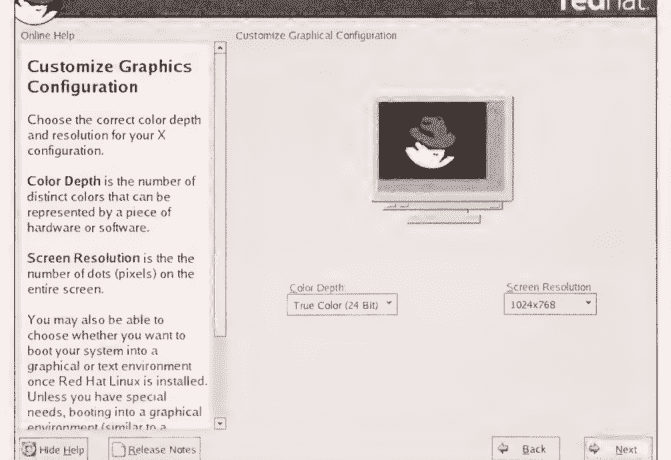 redhat.
Online Help
Customize Graphical Configuration
Customize Graphics
Configuration
Choose the correct color depth
and resolution for your X
configuration.
Color Depth is the number of
distinct colors that can be
represented by a piece of
hardware or software.
Screen Resolution is the the
number of dots (pixels) on the
entire screen.
You may also be able to
choose whether you want to
boot your system into a
graphical or text environment
once Red Hat Linux is installed.
Unless you have special
needs, booting into a graphical
environment (similar to a
Color Depth:
True Color (24 Bit)
Screen Resolution
1024x768
Hide Help
Release Notes
Back
Next